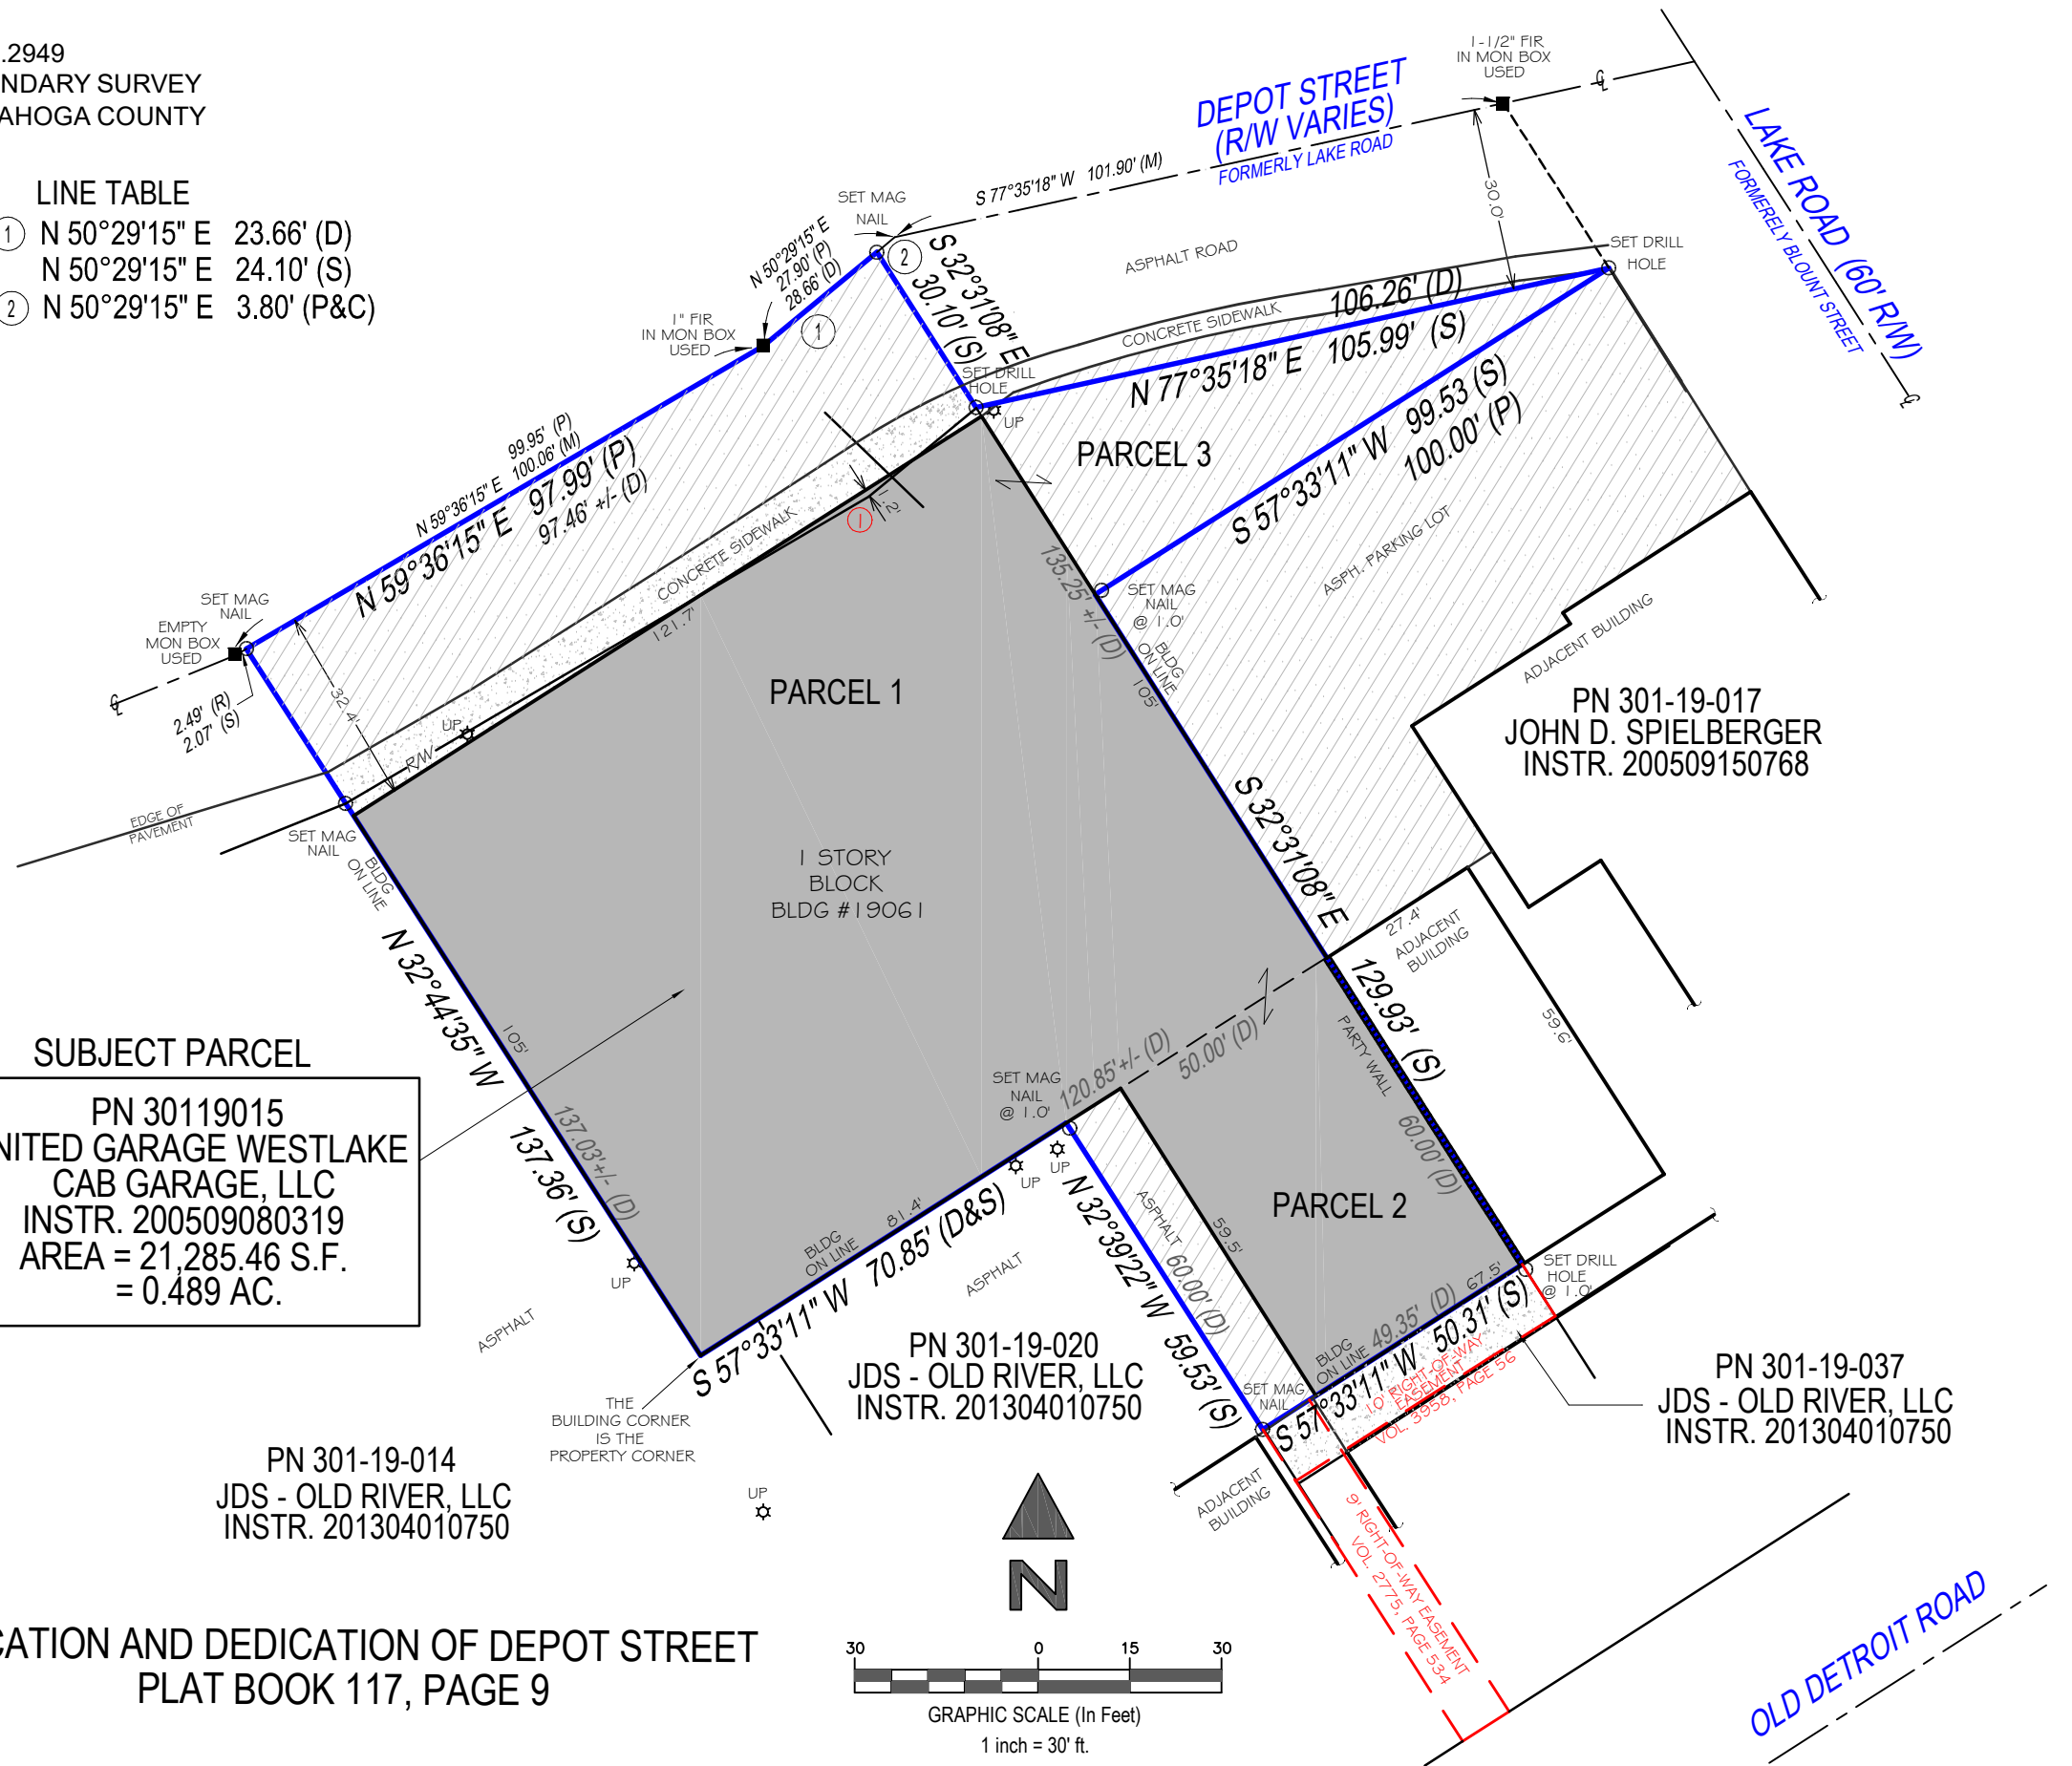 .2949
NDARY SURVEY
AHOGA COUNTY
LINE TABLE
1 N 50°29'15" E 23.66' (D)
N 50°29'15" E 24.10' (S)
2 N 50°29'15" E 3.80' (P&C)
1-1/2" FIR
IN MON BOX
USED
DEPOT STREET
(R/W VARIES)
FORMERLY LAKE ROAD
LAKE ROAD (60' R/W)
FORMERELY BLOUNT STREET
S 77°35'18" W 101.90' (M)
30.0'
SET MAG
NAIL
2
N 50°29'15" E
27.90' (P)
28.66' (D)
1
1" FIR
IN MON BOX
USED
S 32°31'08" E
30.10' (S)
ASPHALT ROAD
SET DRILL
HOLE
CONCRETE SIDEWALK
106.26' (D)
N 77°35'18" E 105.99' (S)
SET DRILL
HOLE
UP
PARCEL 3
S 57°33'11" W 99.53 (S)
100.00' (P)
ASPH. PARKING LOT
99.95' (P)
N 59°36'15" E 100.06' (M)
N 59°36'15" E 97.99' (P)
97.46' +/- (D)
CONCRETE SIDEWALK
1.2'
1
121.7'
SET MAG
NAIL
EMPTY
MON BOX
USED
2.49' (R)
2.07' (S)
32.4'
UP
R/W
EDGE OF
PAVEMENT
SET MAG
NAIL
BLDG
ON LINE
PARCEL 1
135.25' +/- (D)
SET MAG
NAIL
@ 1.0'
BLDG
ON LINE
105'
ADJACENT BUILDING
PN 301-19-017
JOHN D. SPIELBERGER
INSTR. 200509150768
1 STORY
BLOCK
BLDG #19061
S 32°31'08" E
129.93' (S)
27.4'
ADJACENT
BUILDING
59.6'
N 32°44'35" W
137.36' (S)
105'
137.03'+/- (D)
SUBJECT PARCEL
PN 30119015
NITED GARAGE WESTLAKE
CAB GARAGE, LLC
INSTR. 200509080319
AREA = 21,285.46 S.F.
= 0.489 AC.
SET MAG
NAIL
@ 1.0'
120.85'+/- (D)
50.00' (D)
PARTY WALL
60.00' (D)
UP
UP
UP
BLDG
ON LINE
81.4'
S 57°33'11" W 70.85' (D&S)
ASPHALT
ASPHALT
N 32°39'22" W 59.53' (S)
ASPHALT
60.00' (D)
59.5'
PARCEL 2
SET DRILL
HOLE
@ 1.0'
BLDG
ON LINE
49.35' (D)
67.5'
S 57°33'11" W 50.31' (S)
10' RIGHT-OF-WAY
EASEMENT
VOL. 3958, PAGE 56
SET MAG
NAIL
PN 301-19-020
JDS - OLD RIVER, LLC
INSTR. 201304010750
PN 301-19-037
JDS - OLD RIVER, LLC
INSTR. 201304010750
THE
BUILDING CORNER
IS THE
PROPERTY CORNER
PN 301-19-014
JDS - OLD RIVER, LLC
INSTR. 201304010750
UP
ADJACENT
BUILDING
9' RIGHT-OF-WAY EASEMENT
VOL. 2775, PAGE 534
N
CATION AND DEDICATION OF DEPOT STREET
PLAT BOOK 117, PAGE 9
30 0 15 30
GRAPHIC SCALE (In Feet)
1 inch = 30' ft.
OLD DETROIT ROAD